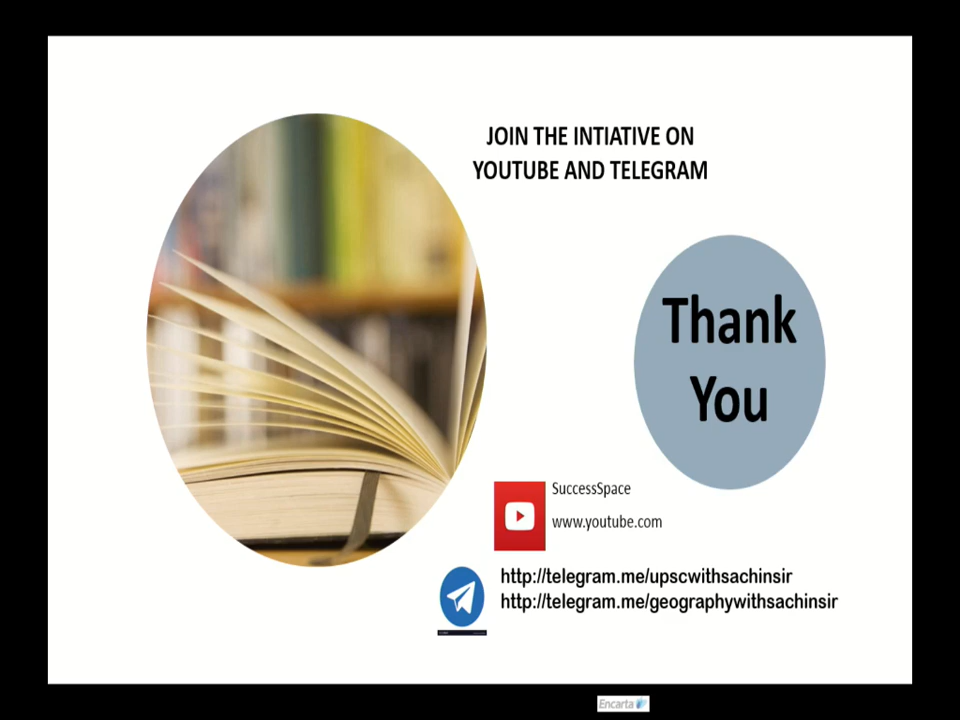 JOIN THE INTIATIVE ON
YOUTUBE AND TELEGRAM
Thank
You
SuccessSpace
www.youtube.com
http://telegram.me/upscwithsachinsir
http://telegram.me/geographywithsachinsir
Encarta